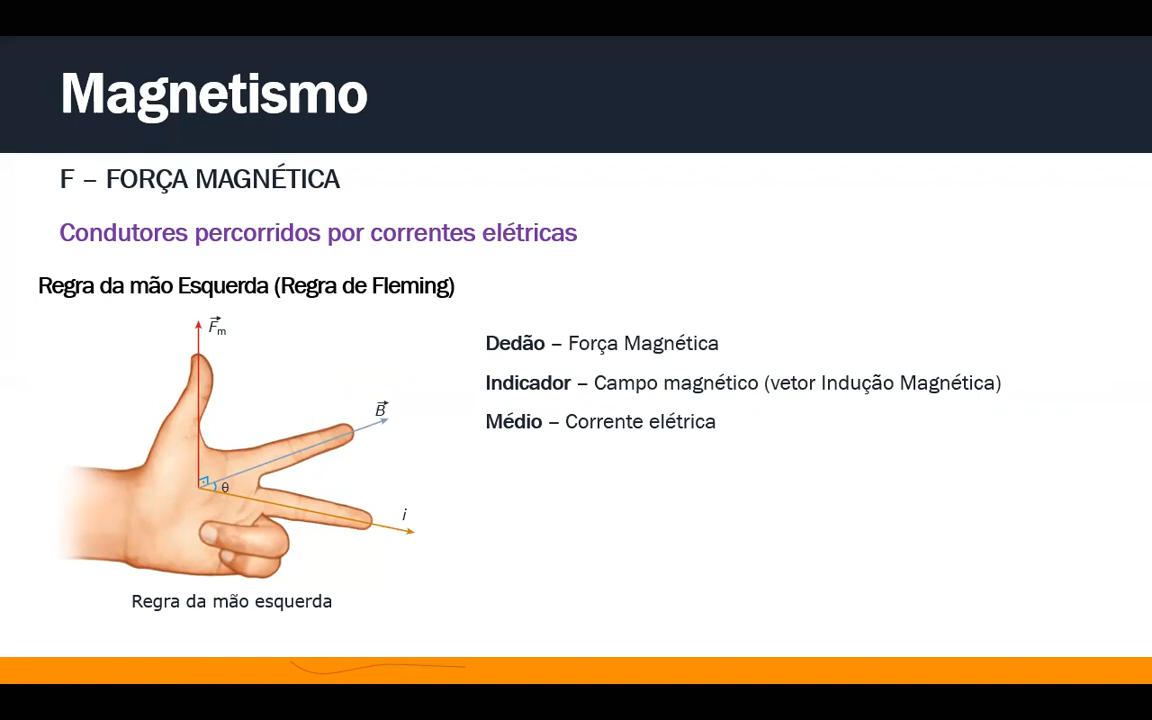 Magnetismo
F – FORÇA MAGNÉTICA
Condutores percorridos por correntes elétricas
Regra da mão Esquerda (Regra de Fleming)
Fm
Dedão – Força Magnética
Indicador – Campo magnético (vetor Indução Magnética)
B
Médio – Corrente elétrica
θ
i
Regra da mão esquerda